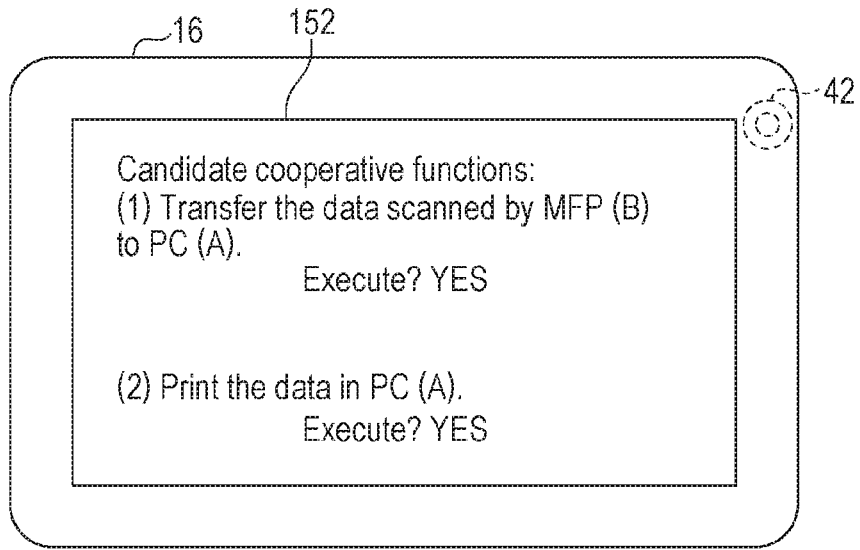 16
152
42
Candidate cooperative functions:
(1) Transfer the data scanned by MFP (B)
to PC (A).
Execute? YES
(2) Print the data in PC (A).
Execute? YES